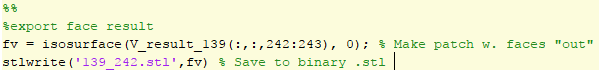 %%
%export face result
fv = isosurface(V_result_139(:,:,242:243), 0); % Make patch w. faces "out"
stlwrite('139_242.stl',fv) % Save to binary .stl